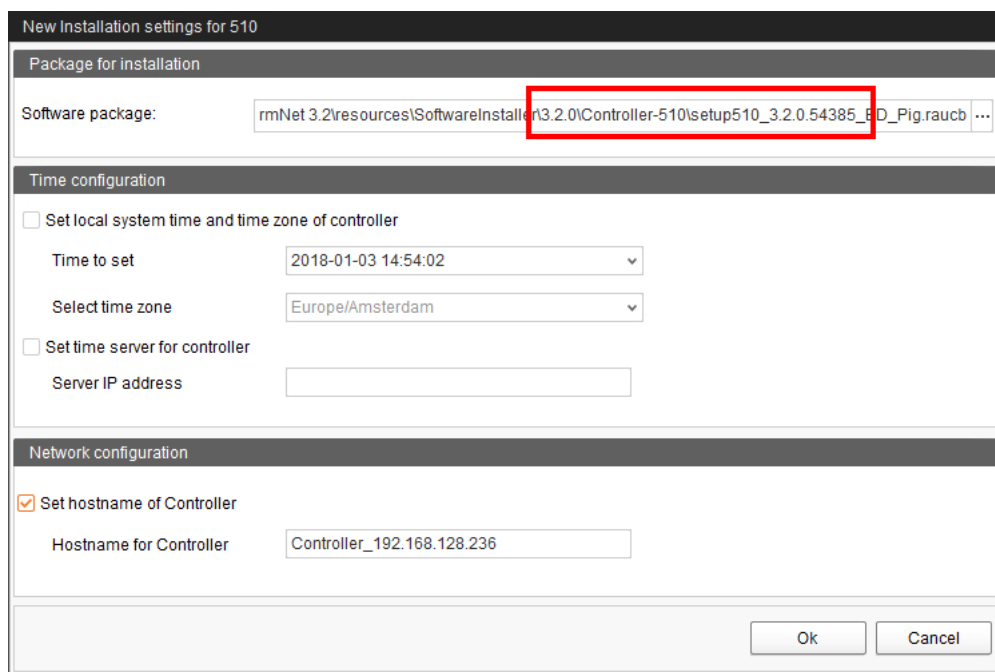 New Installation settings for 510
Package for installation
Software package: rmNet 3.2\resources\SoftwareInstaller\3.2.0\Controller-510\setup510_3.2.0.54385_BD_Pig.raucb ...
Time configuration
Set local system time and time zone of controller
Time to set 2018-01-03 14:54:02
Select time zone Europe/Amsterdam
Set time server for controller
Server IP address
Network configuration
Set hostname of Controller
Hostname for Controller Controller_192.168.128.236
Ok Cancel